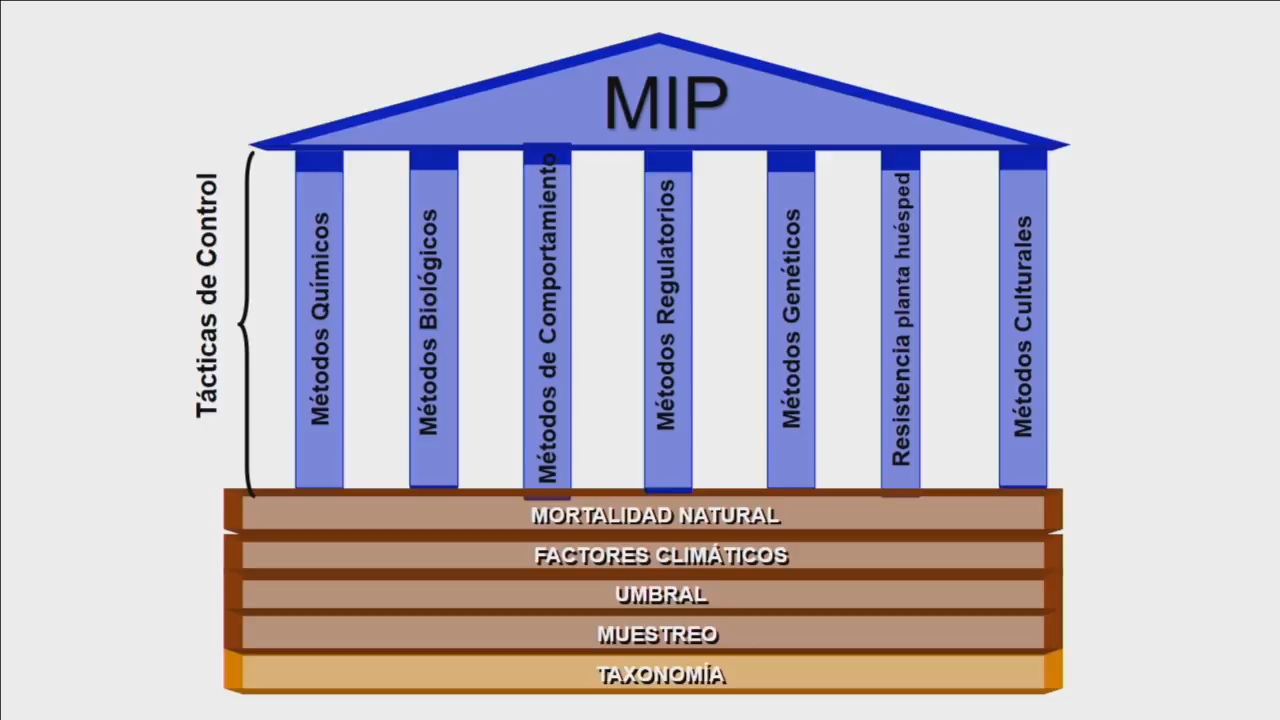 MIP
Tácticas de Control
Métodos Químicos
Métodos Biológicos
Métodos de Comportamiento
Métodos Regulatorios
Métodos Genéticos
Resistencia planta huésped
Métodos Culturales
MORTALIDAD NATURAL
FACTORES CLIMÁTICOS
UMBRAL
MUESTREO
TAXONOMÍA